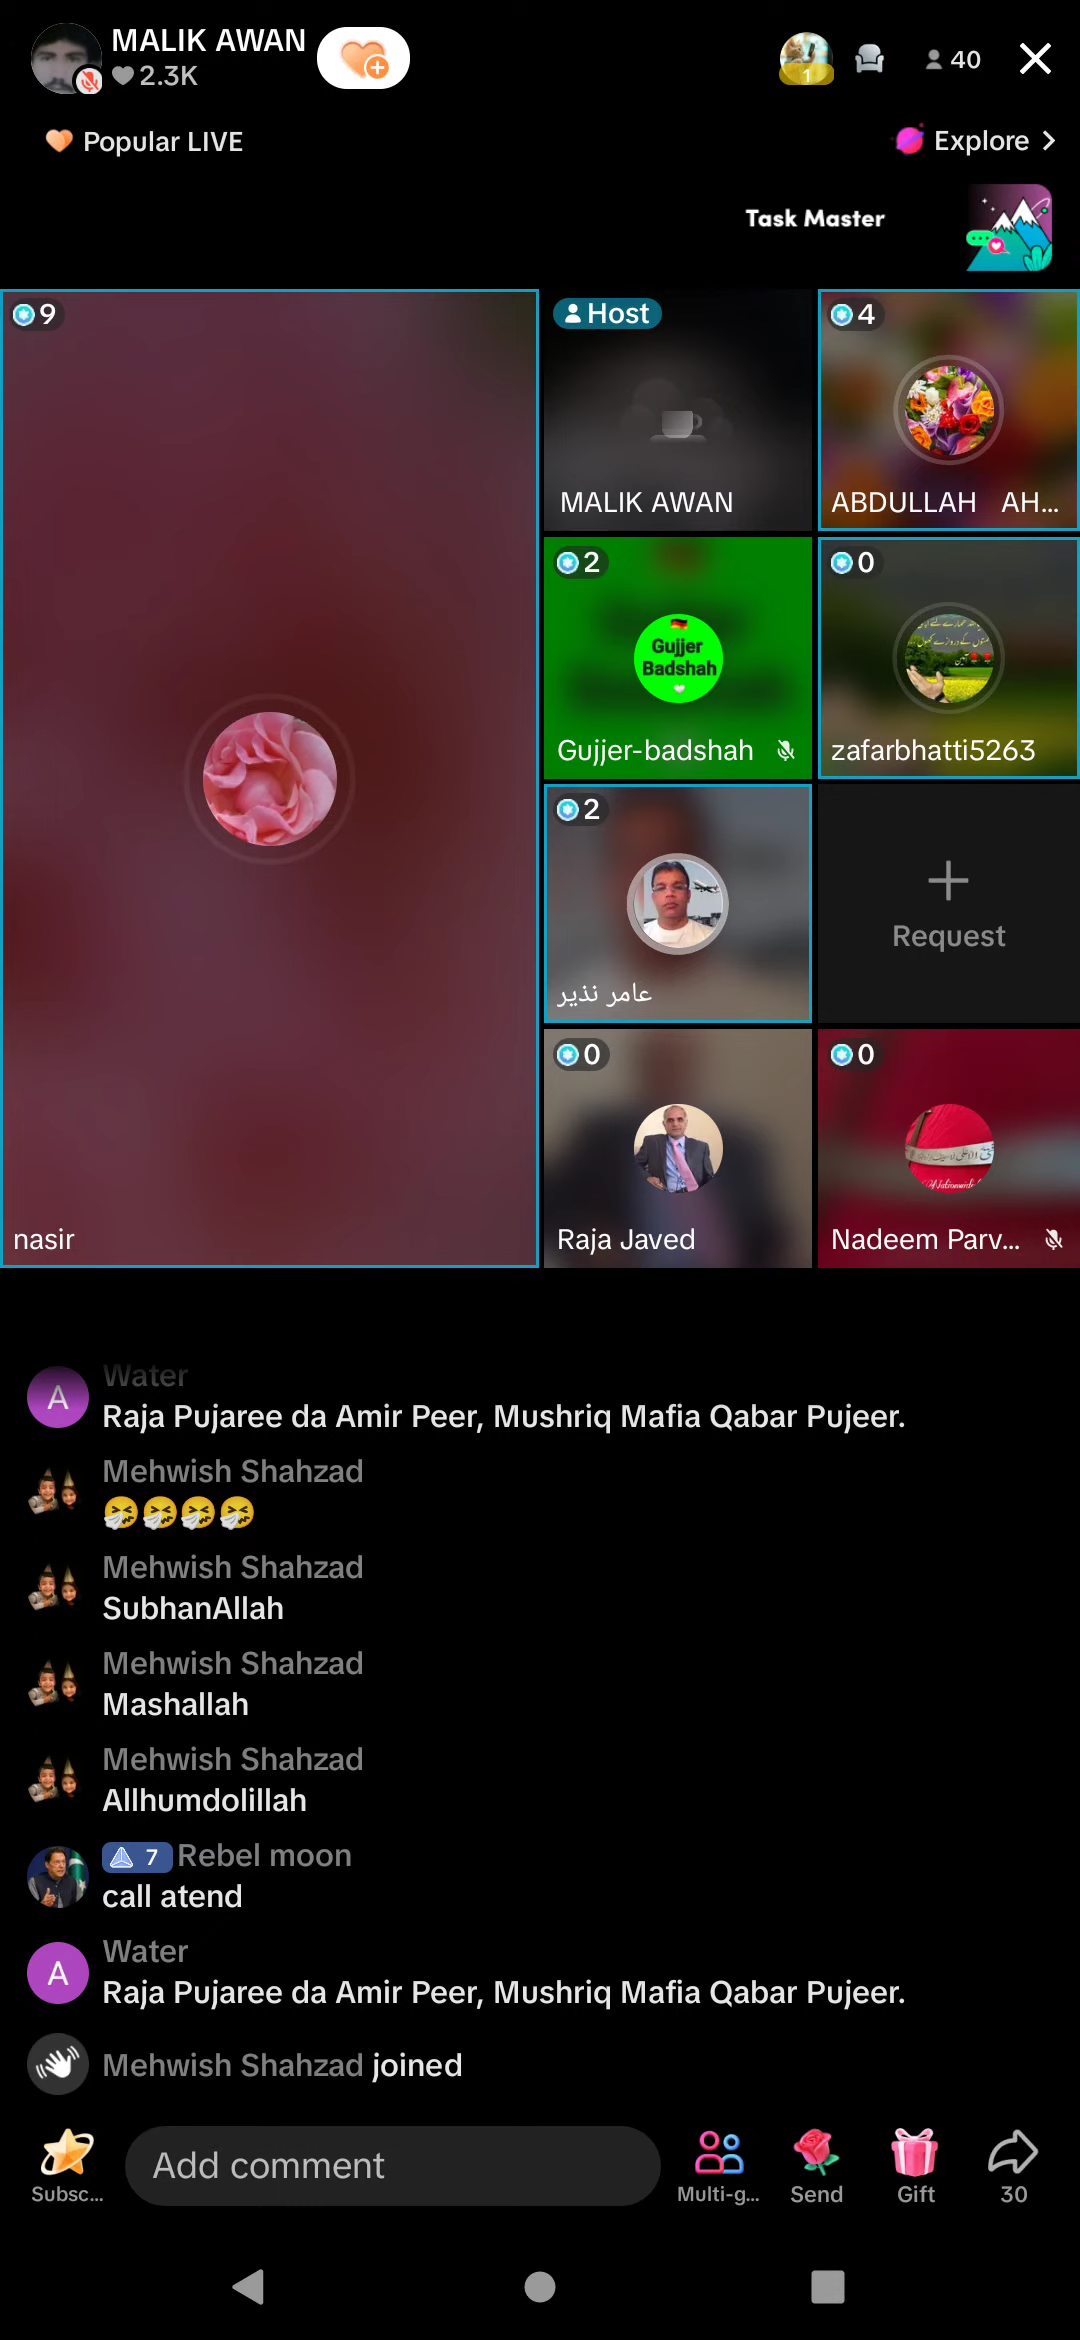 MALIK AWAN
2.3K
1
40
Popular LIVE
Explore
Task Master
9
Host
4
MALIK AWAN
ABDULLAH AH...
2
0
Gujjer
Badshah
Gujjer-badshah
zafarbhatti5263
2
Request
عامر نذیر
0
0
Raja Javed
Nadeem Parv...
nasir
Water
A
Raja Pujaree da Amir Peer, Mushriq Mafia Qabar Pujeer.
Mehwish Shahzad
🤧🤧🤧🤧
Mehwish Shahzad
SubhanAllah
Mehwish Shahzad
Mashallah
Mehwish Shahzad
Allhumdolillah
7 Rebel moon
call atend
Water
A
Raja Pujaree da Amir Peer, Mushriq Mafia Qabar Pujeer.
Mehwish Shahzad joined
Add comment
Subsc...
Multi-g...
Send
Gift
30